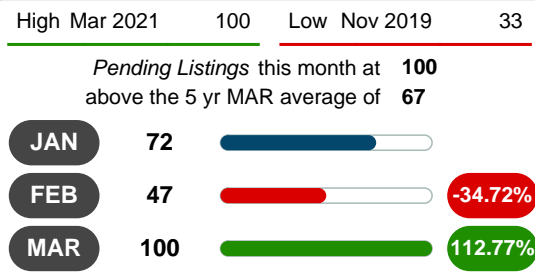 High Mar 2021 100 Low Nov 2019 33
Pending Listings this month at 100
above the 5 yr MAR average of 67
JAN 72
FEB 47 -34.72%
MAR 100 112.77%